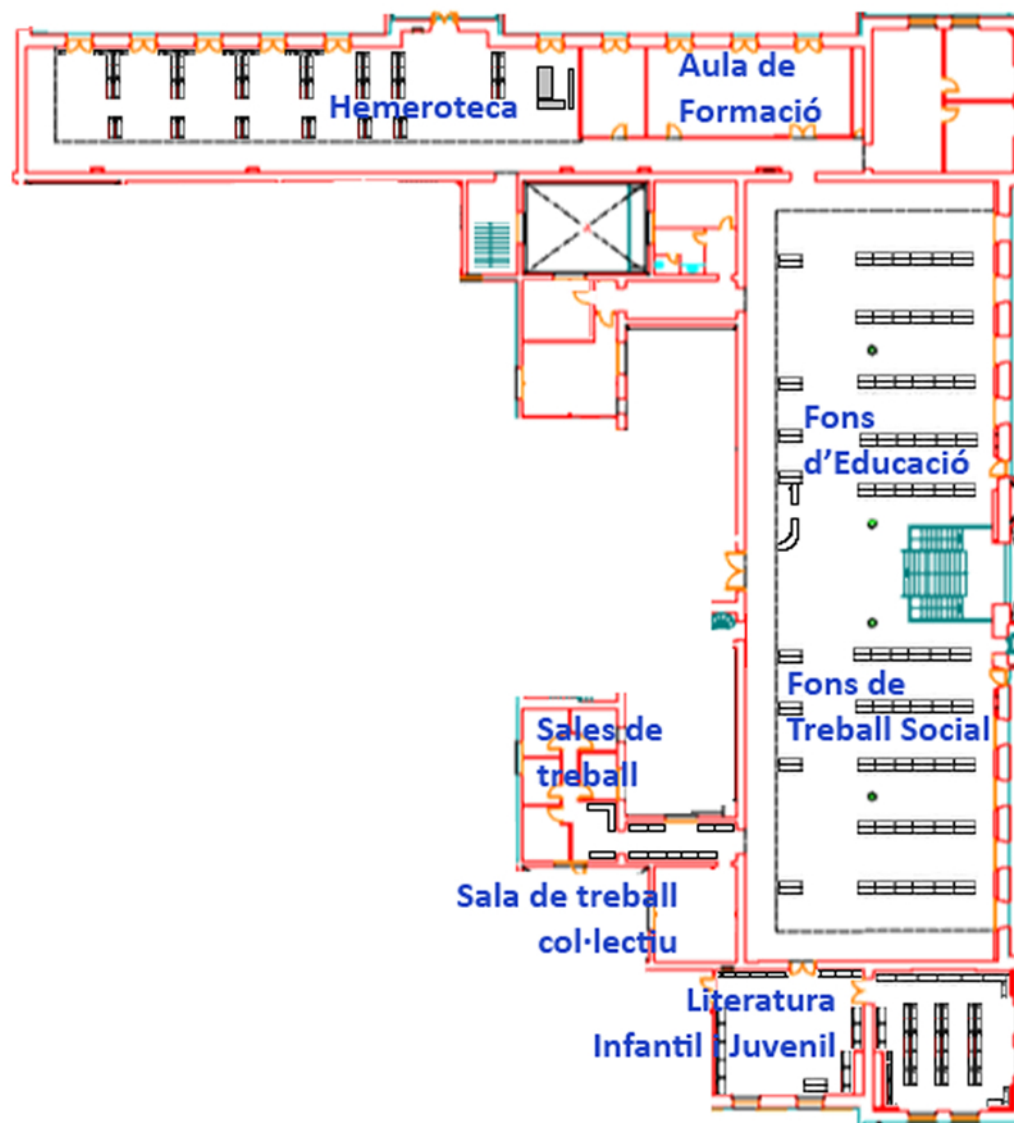 Hemeroteca
Aula de
Formació
Fons
d’Educació
Fons de
Treball Social
Sales de
treball
Sala de treball
col·lectiu
Literatura
Infantil i Juvenil